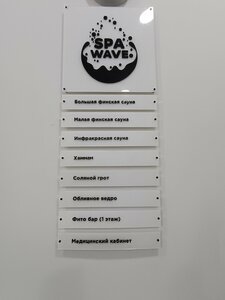 SPA
WAVE
Большая финская сауна
Малая финская сауна
Инфракрасная сауна
Хаммам
Соляной грот
Обливное ведро
Фито бар (1 этаж)
Медицинский кабинет